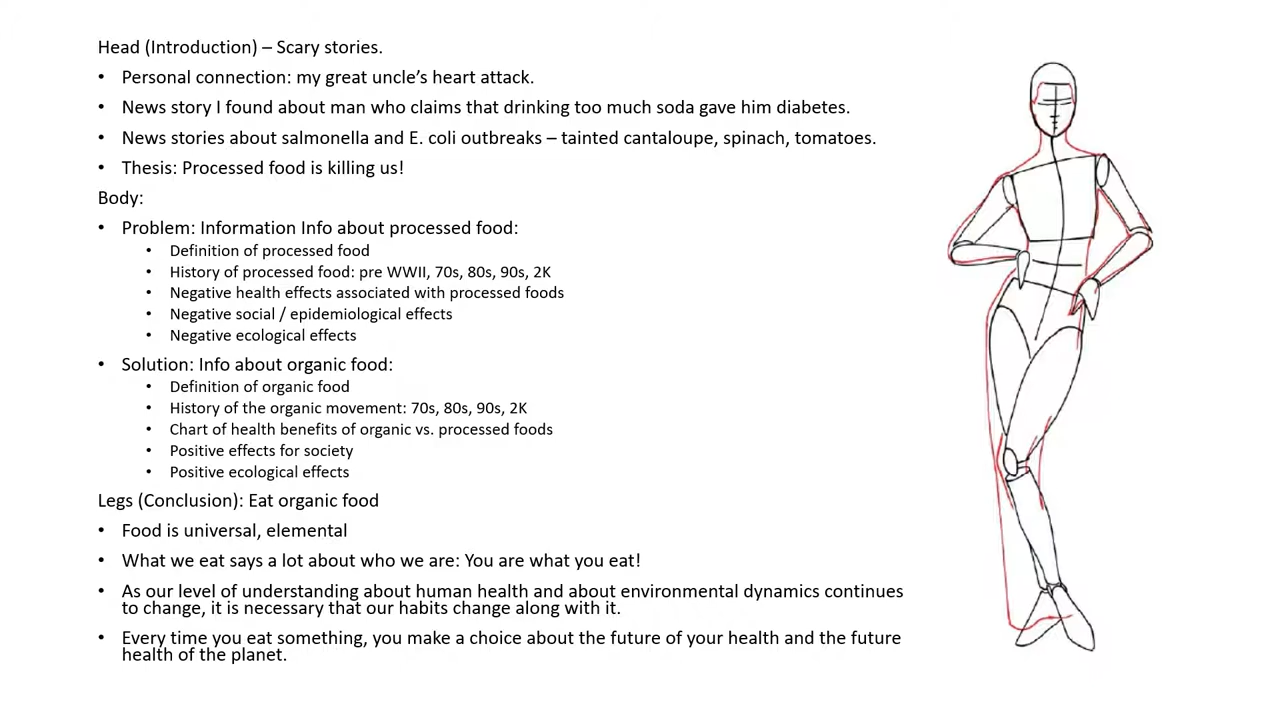 Head (Introduction) – Scary stories.
• Personal connection: my great uncle’s heart attack.
• News story I found about man who claims that drinking too much soda gave him diabetes.
• News stories about salmonella and E. coli outbreaks – tainted cantaloupe, spinach, tomatoes.
• Thesis: Processed food is killing us!
Body:
• Problem: Information Info about processed food:
• Definition of processed food
• History of processed food: pre WWII, 70s, 80s, 90s, 2K
• Negative health effects associated with processed foods
• Negative social / epidemiological effects
• Negative ecological effects
• Solution: Info about organic food:
• Definition of organic food
• History of the organic movement: 70s, 80s, 90s, 2K
• Chart of health benefits of organic vs. processed foods
• Positive effects for society
• Positive ecological effects
Legs (Conclusion): Eat organic food
• Food is universal, elemental
• What we eat says a lot about who we are: You are what you eat!
• As our level of understanding about human health and about environmental dynamics continues
to change, it is necessary that our habits change along with it.
• Every time you eat something, you make a choice about the future of your health and the future
health of the planet.